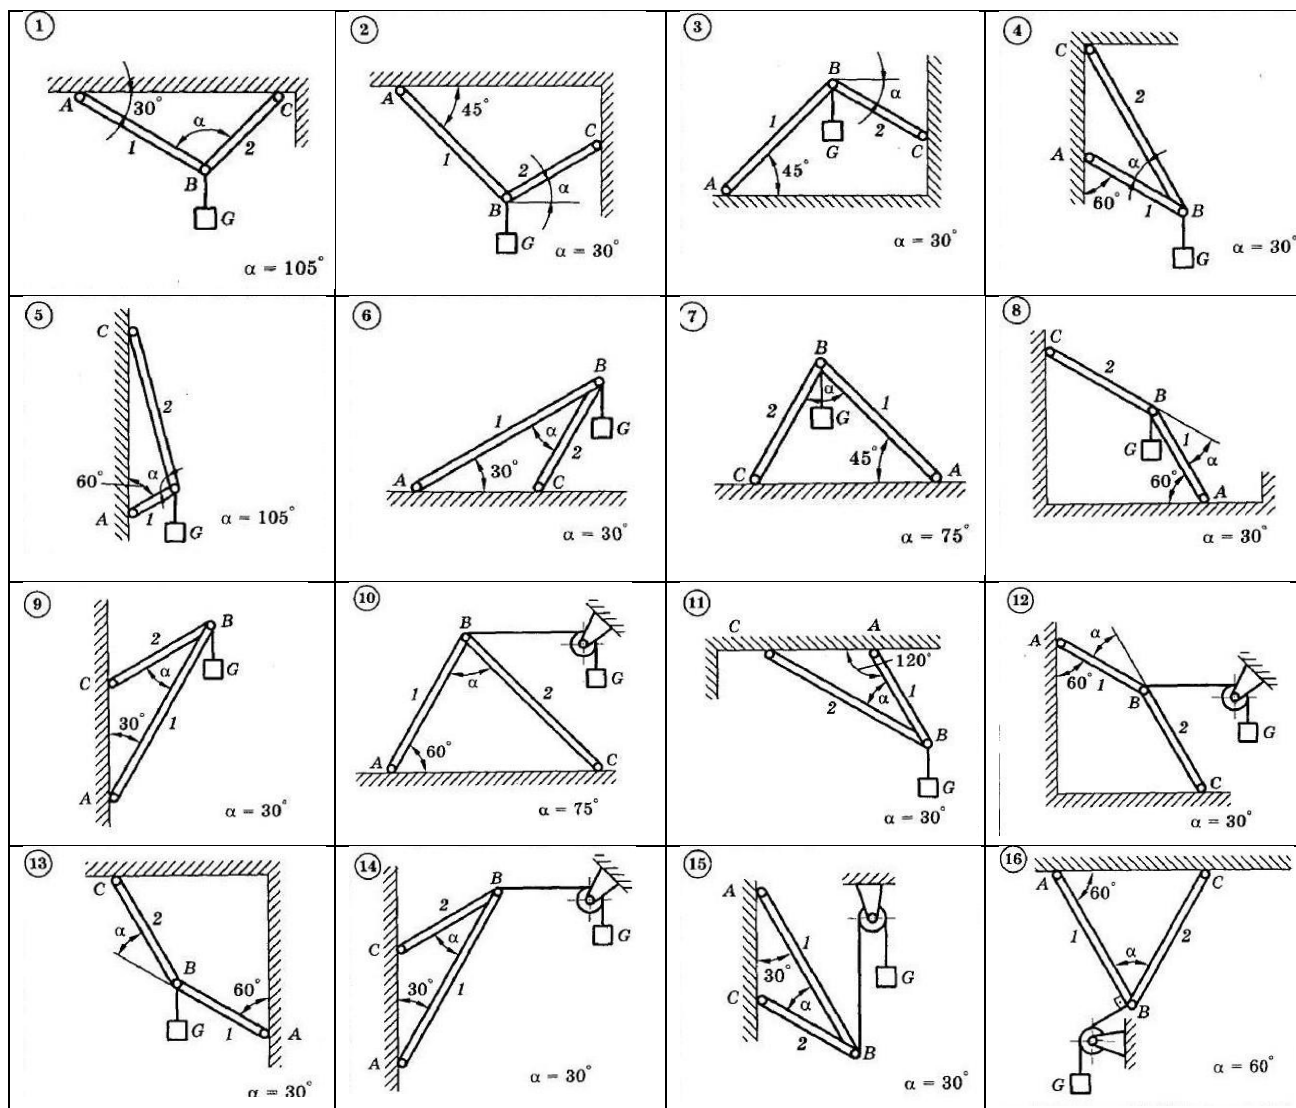 1
A 30° α C
1 2
B
G
α = 105°
2
A 45°
1 2 C
B α
G
α = 30°
3
B
α
1 2
G
C
A 45°
α = 30°
4
C
2
A α
60° 1 B
G
α = 30°
5
C
2
60° α
A 1
G
α = 105°
6
B
1 α G
2
A 30° C
α = 30°
7
B
α
2 1
G
C 45° A
α = 75°
8
C
2
B
G 1
α
60° A
α = 30°
9
B
2
G
C α
1
30°
A
α = 30°
10
B
α G
1 2
A 60° C
α = 75°
11
C A
120°
2 α 1
B
G
α = 30°
12
A α
60° 1
B
G
2
C
α = 30°
13
C
2
α
B 60°
G 1 A
α = 30°
14
B
2
G
C α
30° 1
A
α = 30°
15
A
1
30° G
C α
2 B
α = 30°
16
A 60° C
1 2
α
B
G
α = 60°